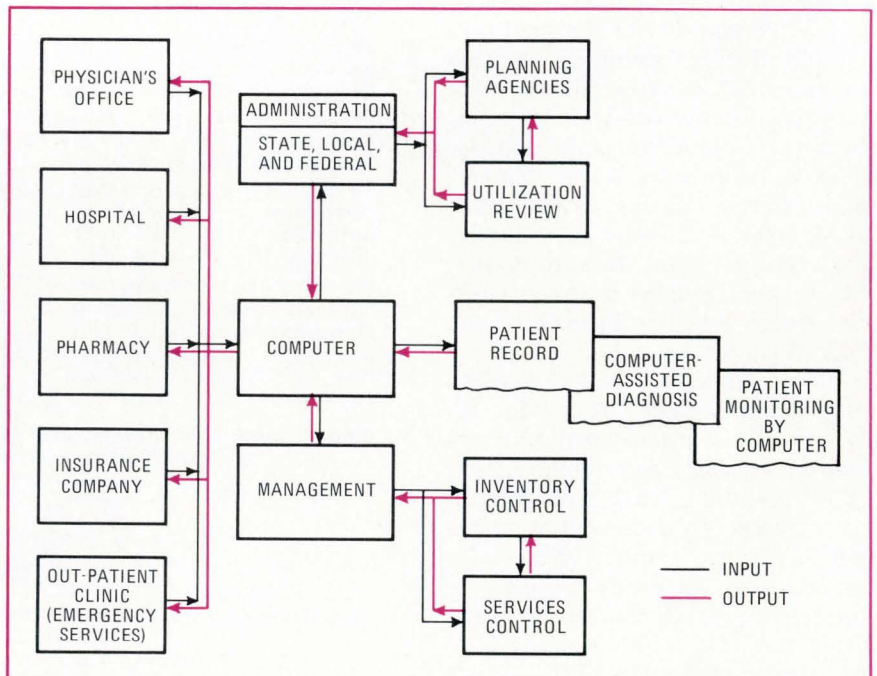 PHYSICIAN'S
OFFICE
HOSPITAL
PHARMACY
INSURANCE
COMPANY
OUT-PATIENT
CLINIC
(EMERGENCY
SERVICES)
ADMINISTRATION
STATE, LOCAL,
AND FEDERAL
COMPUTER
MANAGEMENT
PLANNING
AGENCIES
UTILIZATION
REVIEW
PATIENT
RECORD
COMPUTER-
ASSISTED
DIAGNOSIS
PATIENT
MONITORING
BY
COMPUTER
INVENTORY
CONTROL
SERVICES
CONTROL
INPUT
OUTPUT